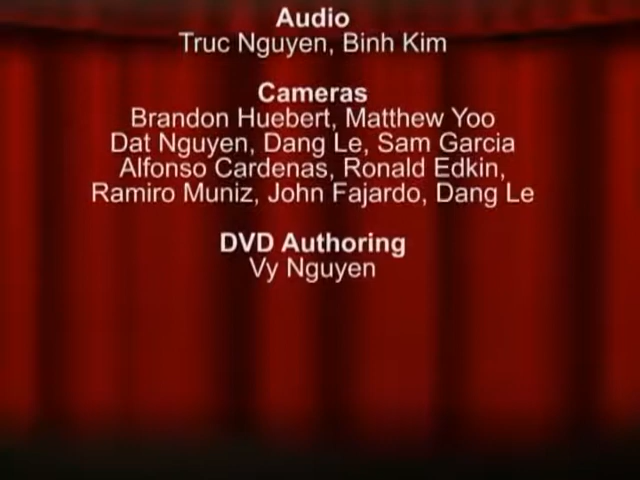 Audio
Truc Nguyen, Binh Kim
Cameras
Brandon Huebert, Matthew Yoo
Dat Nguyen, Dang Le, Sam Garcia
Alfonso Cardenas, Ronald Edkin,
Ramiro Muniz, John Fajardo, Dang Le
DVD Authoring
Vy Nguyen